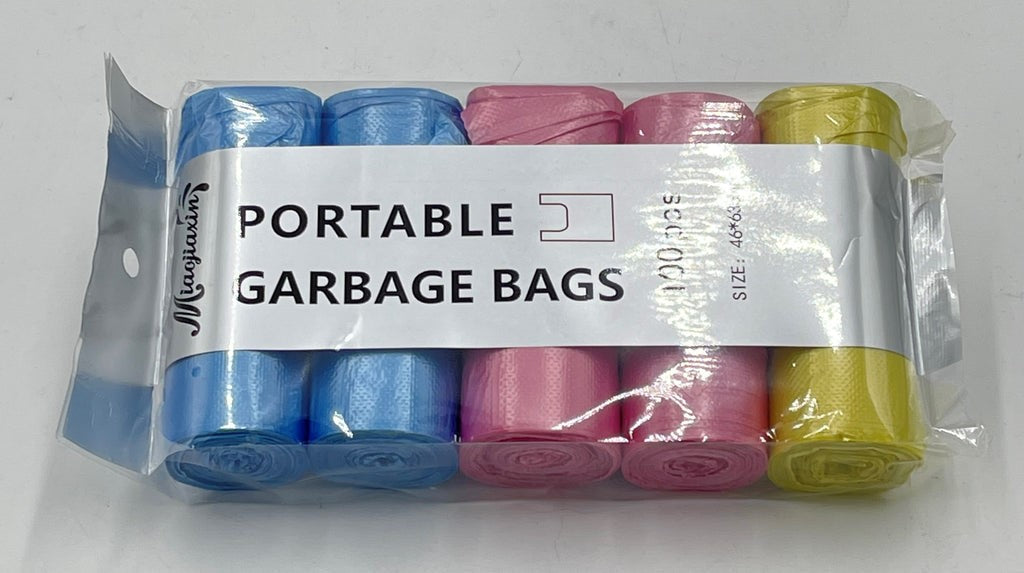 Miaojiaxin
PORTABLE
GARBAGE BAGS
100 pcs
SIZE: 46*63